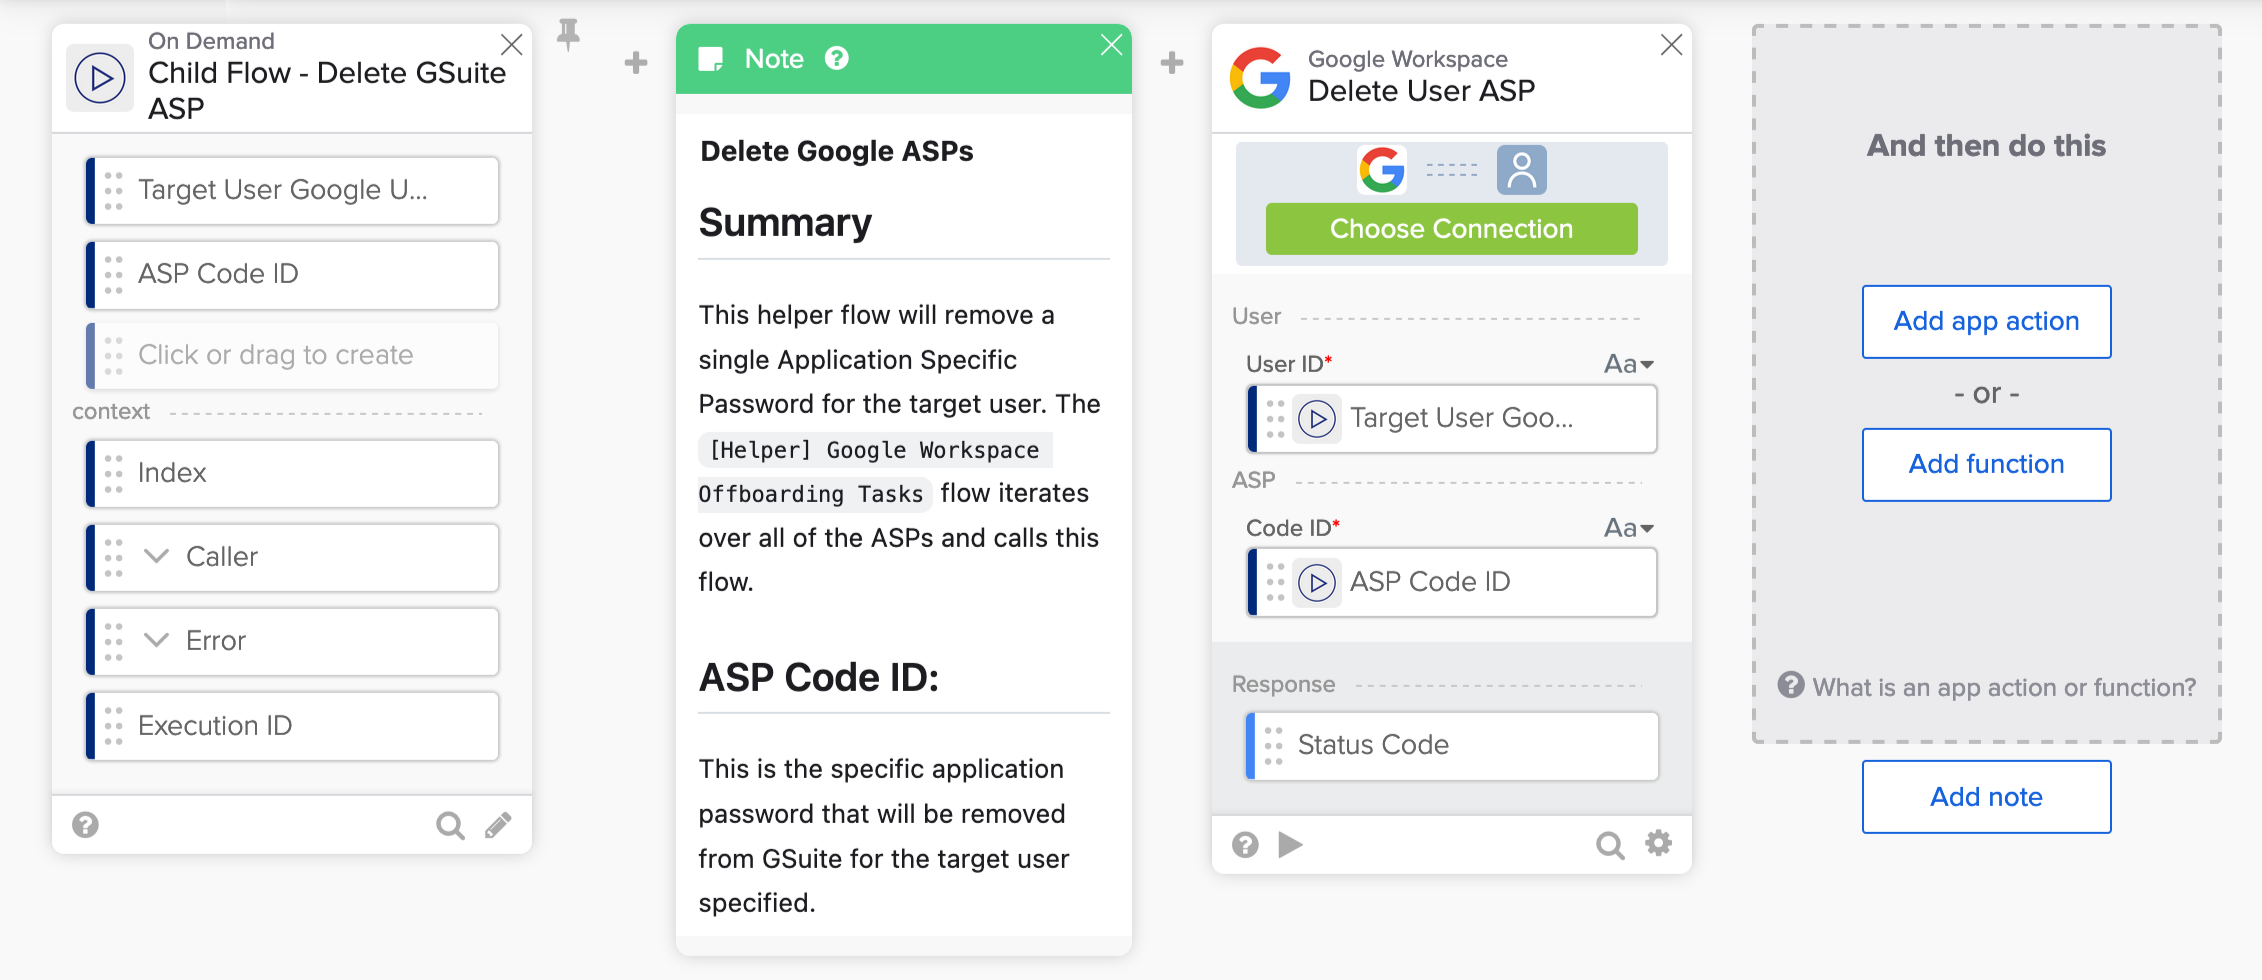 On Demand
Child Flow - Delete GSuite
ASP
Target User Google U...
ASP Code ID
Click or drag to create
context
Index
Caller
Error
Execution ID
Note
Delete Google ASPs
Summary
This helper flow will remove a
single Application Specific
Password for the target user. The
[Helper] Google Workspace
Offboarding Tasks flow iterates
over all of the ASPs and calls this
flow.
ASP Code ID:
This is the specific application
password that will be removed
from GSuite for the target user
specified.
Google Workspace
Delete User ASP
Choose Connection
User
User ID*
Aa
Target User Goo...
ASP
Code ID*
Aa
ASP Code ID
Response
Status Code
And then do this
Add app action
- or -
Add function
What is an app action or function?
Add note